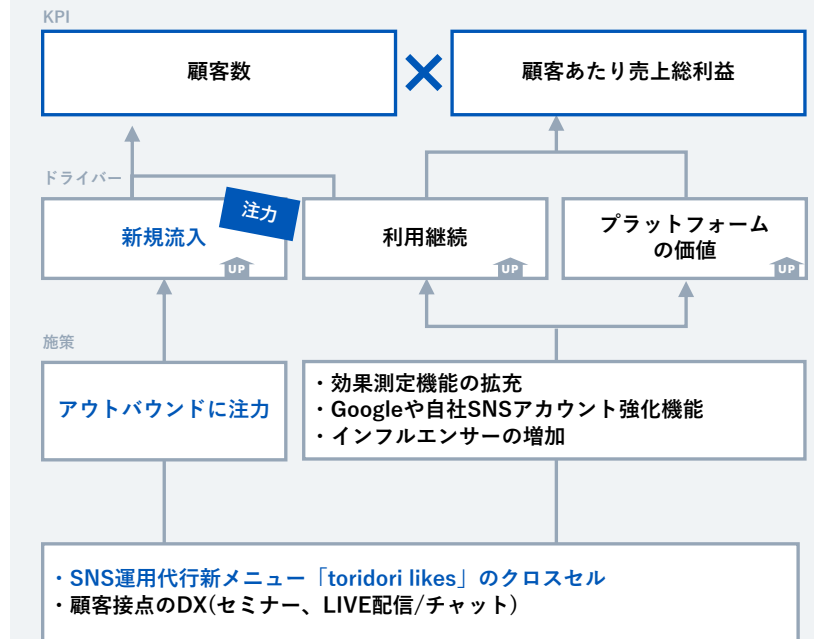 KPI
顧客数
×
顧客あたり売上総利益
ドライバー
注力
新規流入
UP
利用継続
UP
プラットフォーム
の価値
UP
施策
アウトバウンドに注力
・効果測定機能の拡充
・Googleや自社SNSアカウント強化機能
・インフルエンサーの増加
・SNS運用代行新メニュー「toridori likes」のクロスセル
・顧客接点のDX(セミナー、LIVE配信/チャット)